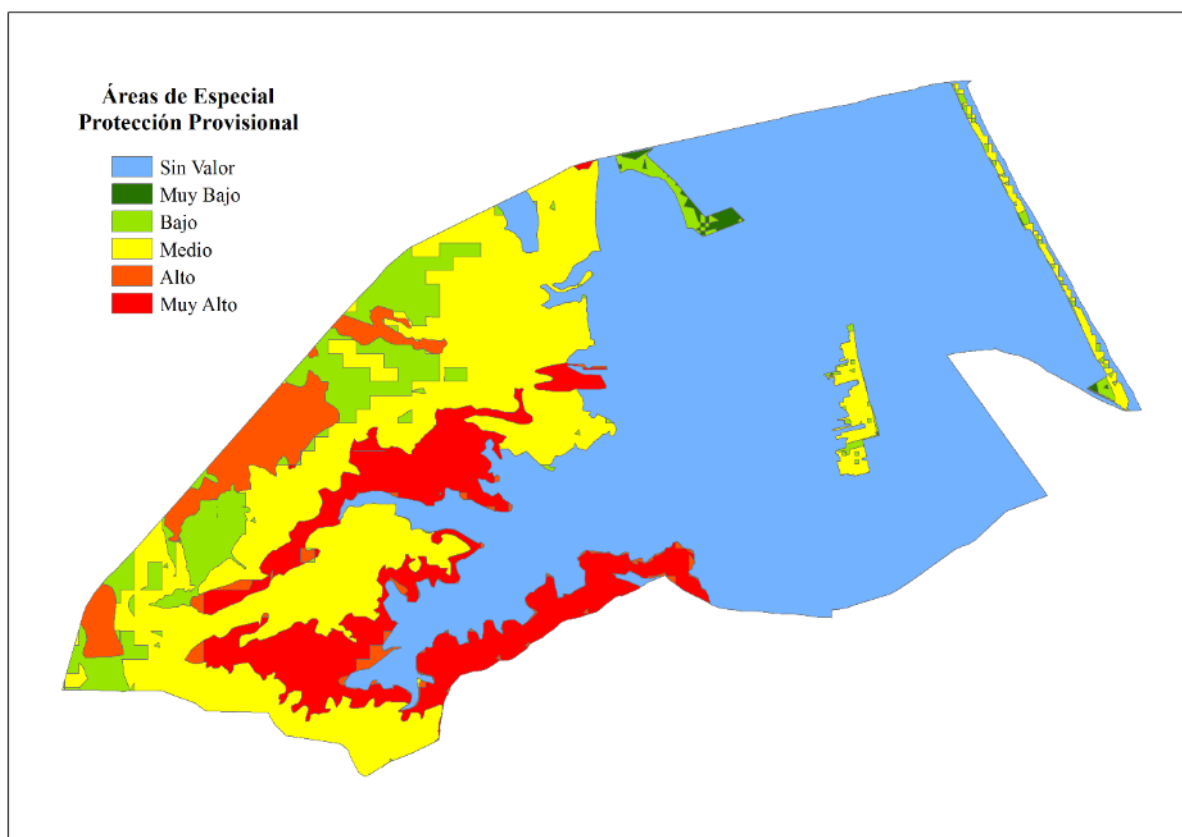 Áreas de Especial
Protección Provisional
Sin Valor
Muy Bajo
Bajo
Medio
Alto
Muy Alto